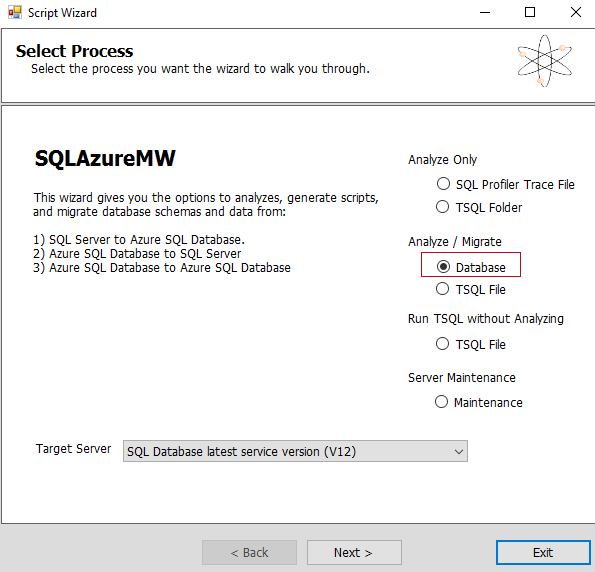 Script Wizard
Select Process
Select the process you want the wizard to walk you through.
SQLAzureMW
This wizard gives you the options to analyzes, generate scripts,
and migrate database schemas and data from:
1) SQL Server to Azure SQL Database.
2) Azure SQL Database to SQL Server
3) Azure SQL Database to Azure SQL Database
Analyze Only
SQL Profiler Trace File
TSQL Folder
Analyze / Migrate
Database
TSQL File
Run TSQL without Analyzing
TSQL File
Server Maintenance
Maintenance
Target Server
SQL Database latest service version (V12)
< Back
Next >
Exit